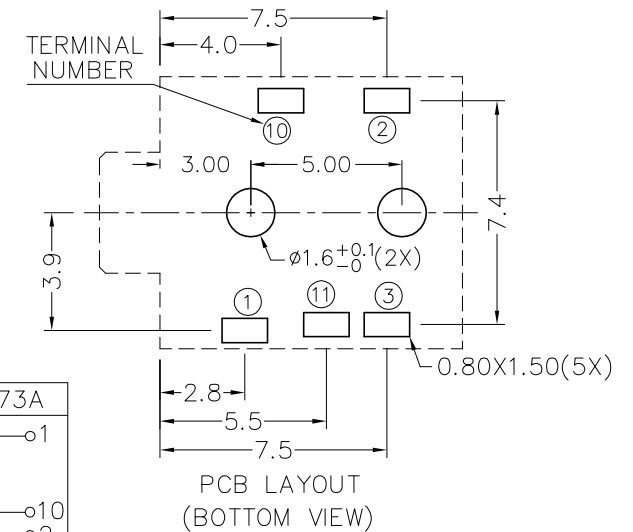 7.5
4.0
TERMINAL
NUMBER
10
2
3.00
5.00
7.4
3.9
ø1.6 +0.1 -0 (2X)
1
11
3
0.80X1.50(5X)
73A
2.8
1
5.5
7.5
PCB LAYOUT
10
(BOTTOM VIEW)